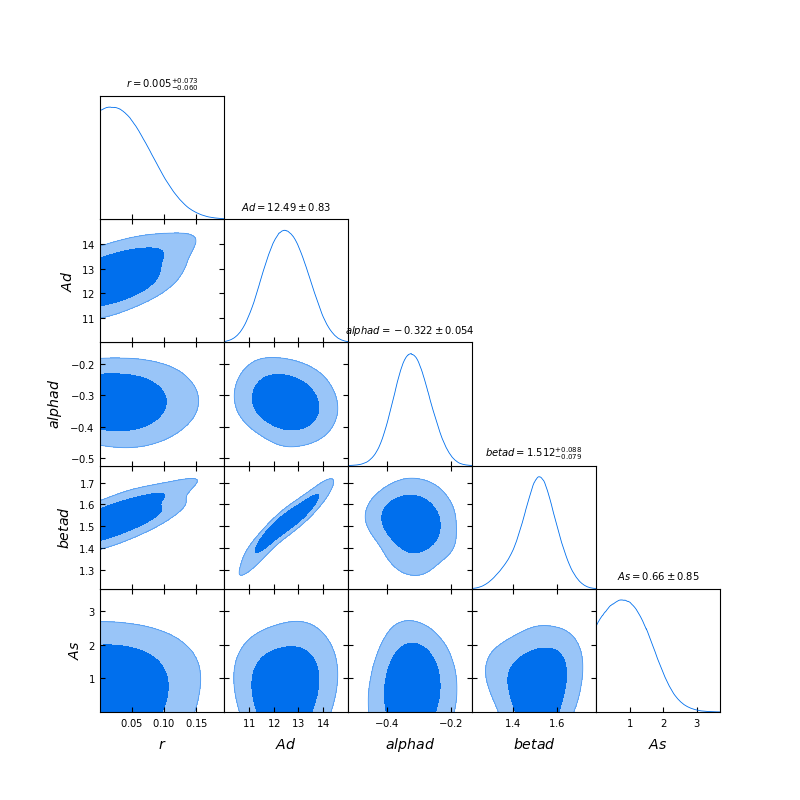 r = 0.005^{+0.073}_{-0.060}
Ad = 12.49 ± 0.83
14
13
12
11
Ad
alphad = −0.322 ± 0.054
−0.2
−0.3
−0.4
−0.5
alphad
betad = 1.512^{+0.088}_{-0.079}
1.7
1.6
1.5
1.4
1.3
betad
As = 0.66 ± 0.85
3
2
1
As
0.05 0.10 0.15 11 12 13 14 −0.4 −0.2 1.4 1.6 1 2 3
r Ad alphad betad As